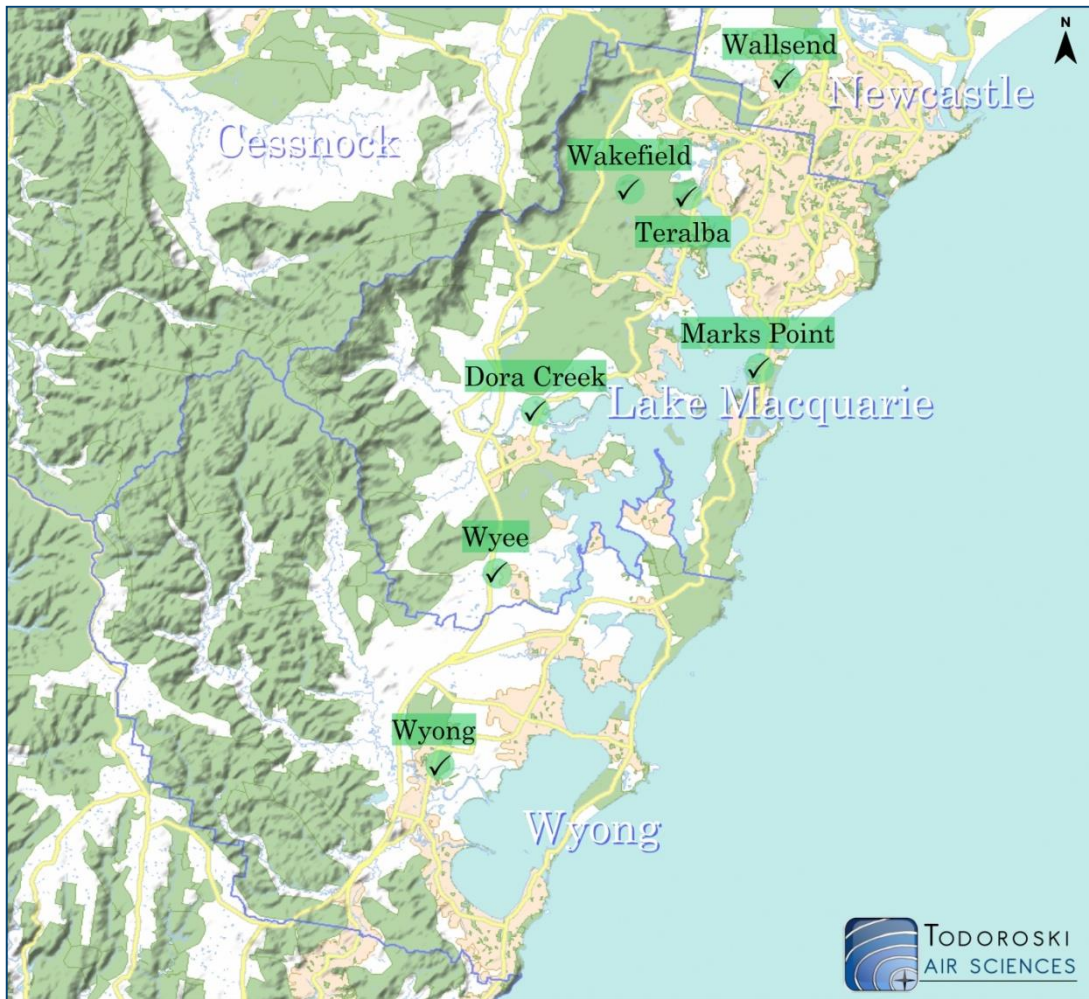 N
Wallsend
Newcastle
Cessnock
Wakefield
Teralba
Marks Point
Dora Creek
Lake Macquarie
Wyee
Wyong
Wyong
TODOROSKI
AIR SCIENCES